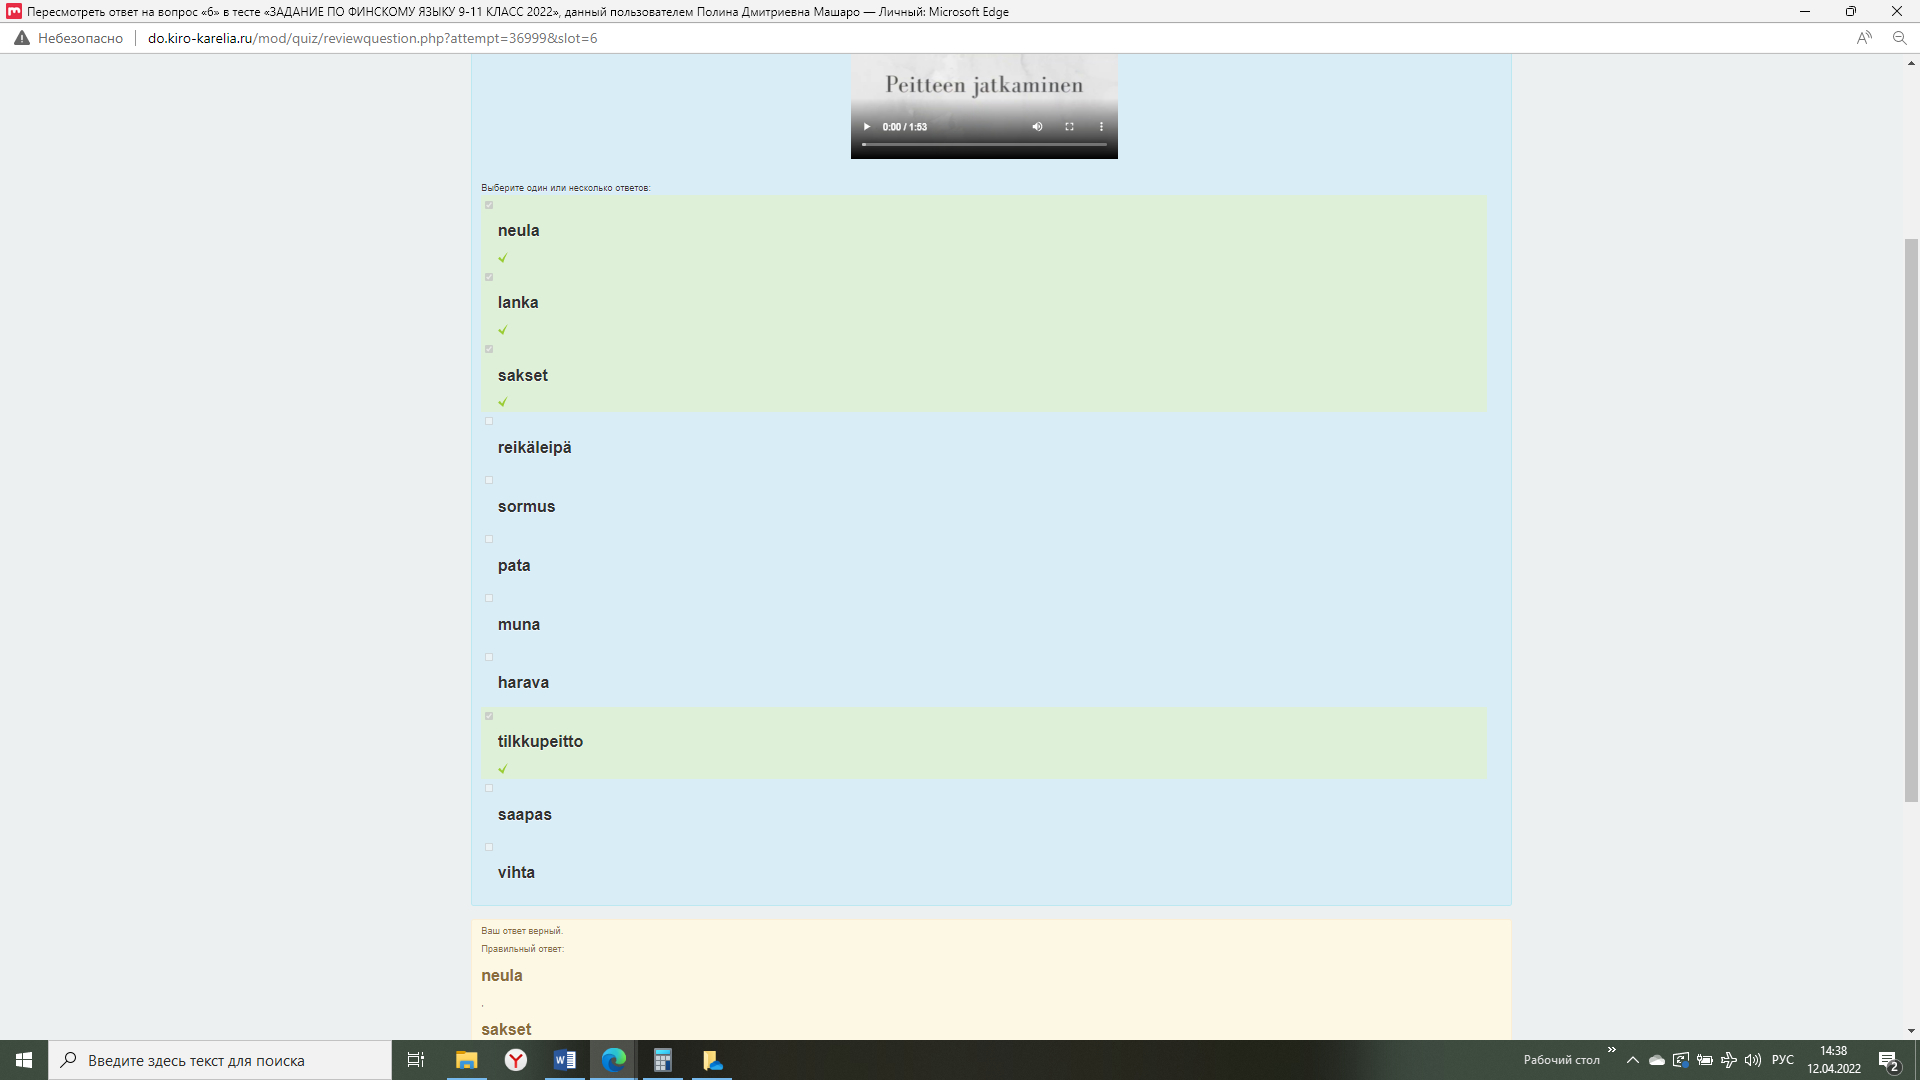 Пересмотреть ответ на вопрос «6» в тесте «ЗАДАНИЕ ПО ФИНСКОМУ ЯЗЫКУ 9-11 КЛАСС 2022», данный пользователем Полина Дмитриевна Машаро — Личный: Microsoft Edge
Небезопасно
do.kiro-karelia.ru/mod/quiz/reviewquestion.php?attempt=36999&slot=6
Peitteen jatkaminen
0:00 / 1:53
Выберите один или несколько ответов:
neula
lanka
sakset
reikäleipä
sormus
pata
muna
harava
tilkkupeitto
saapas
vihta
Ваш ответ верный.
Правильный ответ:
neula
,
sakset
Введите здесь текст для поиска
Рабочий стол
РУС
14:38
12.04.2022
2